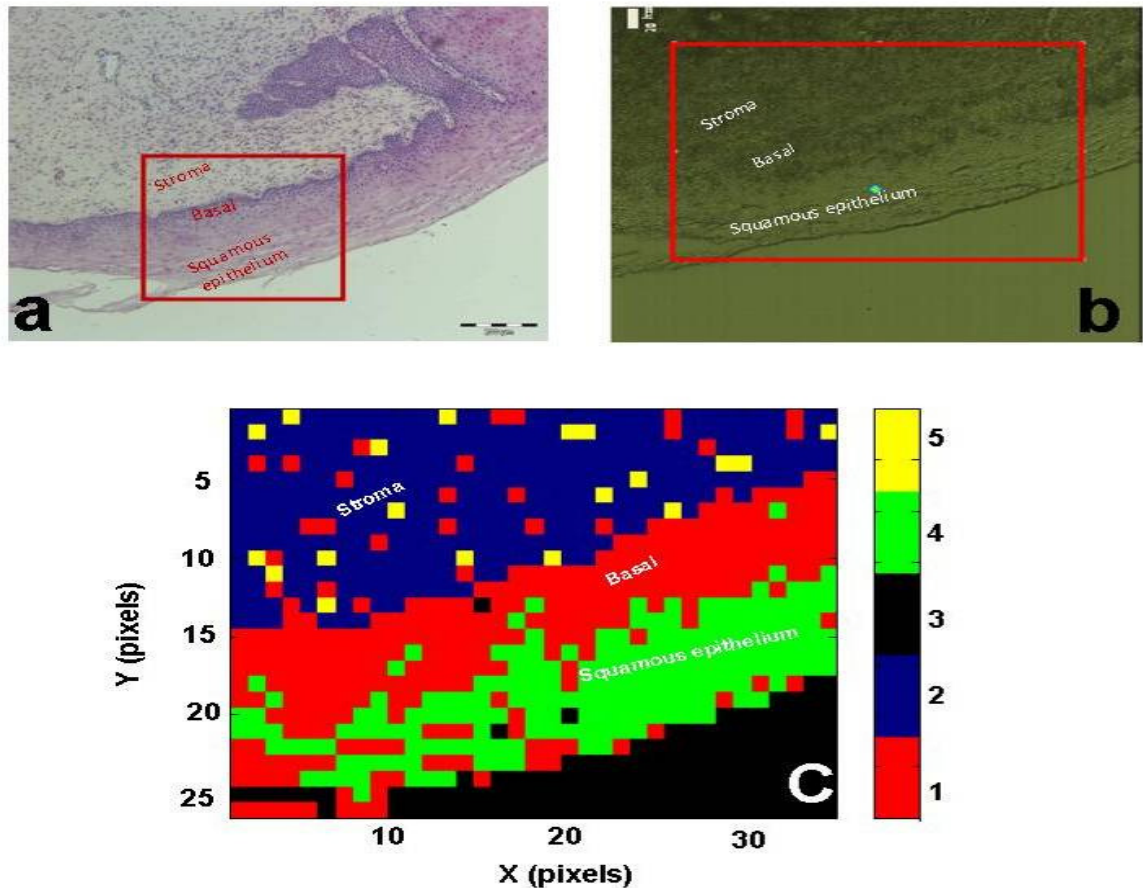 Stroma
Basal
Squamous
epithelium
a
Stroma
Basal
Squamous epithelium
b
5
10
15
20
25
Y (pixels)
Stroma
Basal
Squamous epithelium
C
10
20
30
X (pixels)
5
4
3
2
1